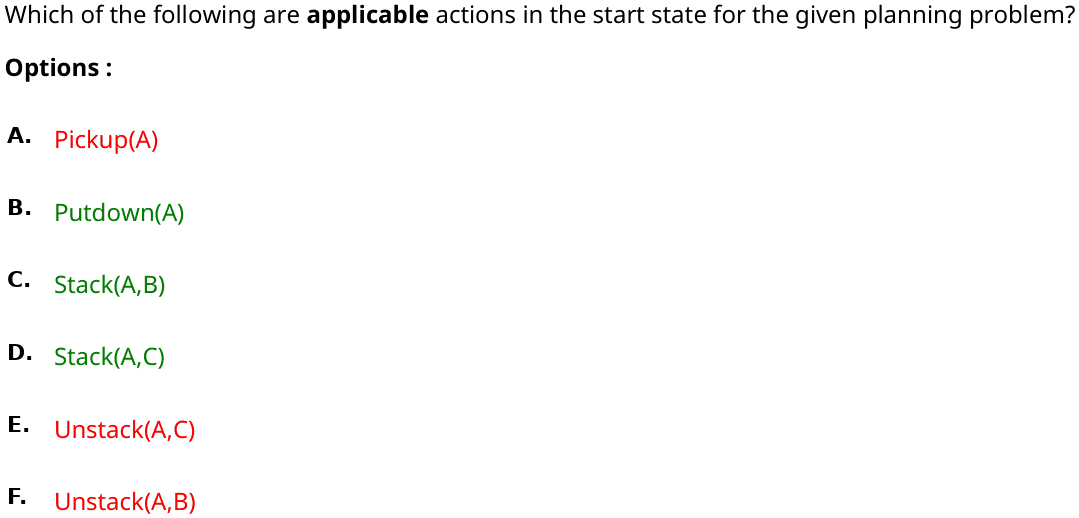 Which of the following are applicable actions in the start state for the given planning problem?
Options :
A. Pickup(A)
B. Putdown(A)
C. Stack(A,B)
D. Stack(A,C)
E. Unstack(A,C)
F. Unstack(A,B)